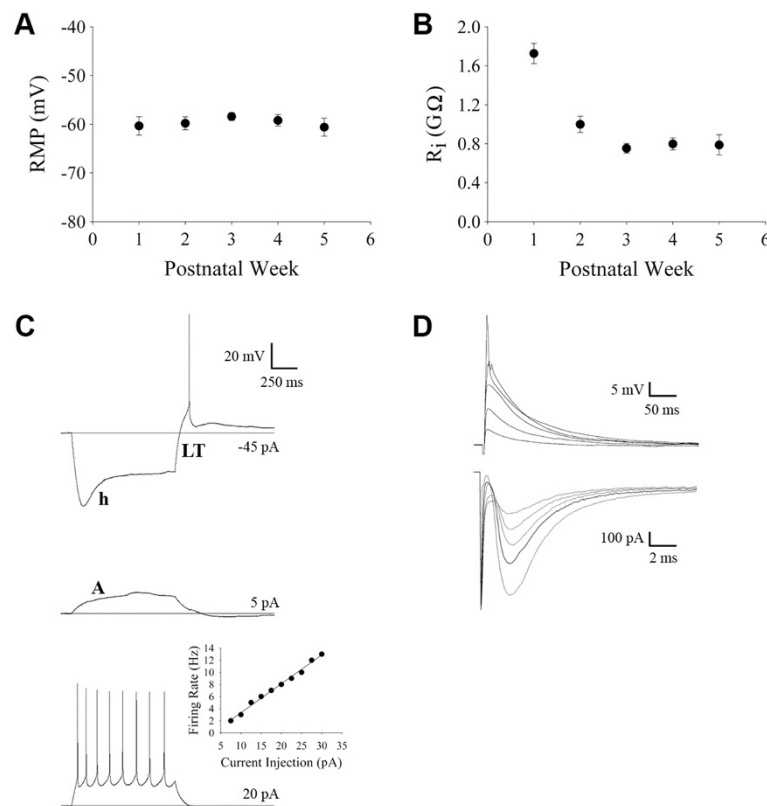 A
-40
-50
-60
-70
-80
RMP (mV)
0 1 2 3 4 5 6
Postnatal Week
B
2.0
1.6
1.2
0.8
0.4
0.0
Ri (GΩ)
0 1 2 3 4 5 6
Postnatal Week
C
20 mV
250 ms
-45 pA
LT
h
A
5 pA
14
12
10
8
6
4
2
0
Firing Rate (Hz)
5 10 15 20 25 30 35
Current Injection (pA)
20 pA
D
5 mV
50 ms
100 pA
2 ms